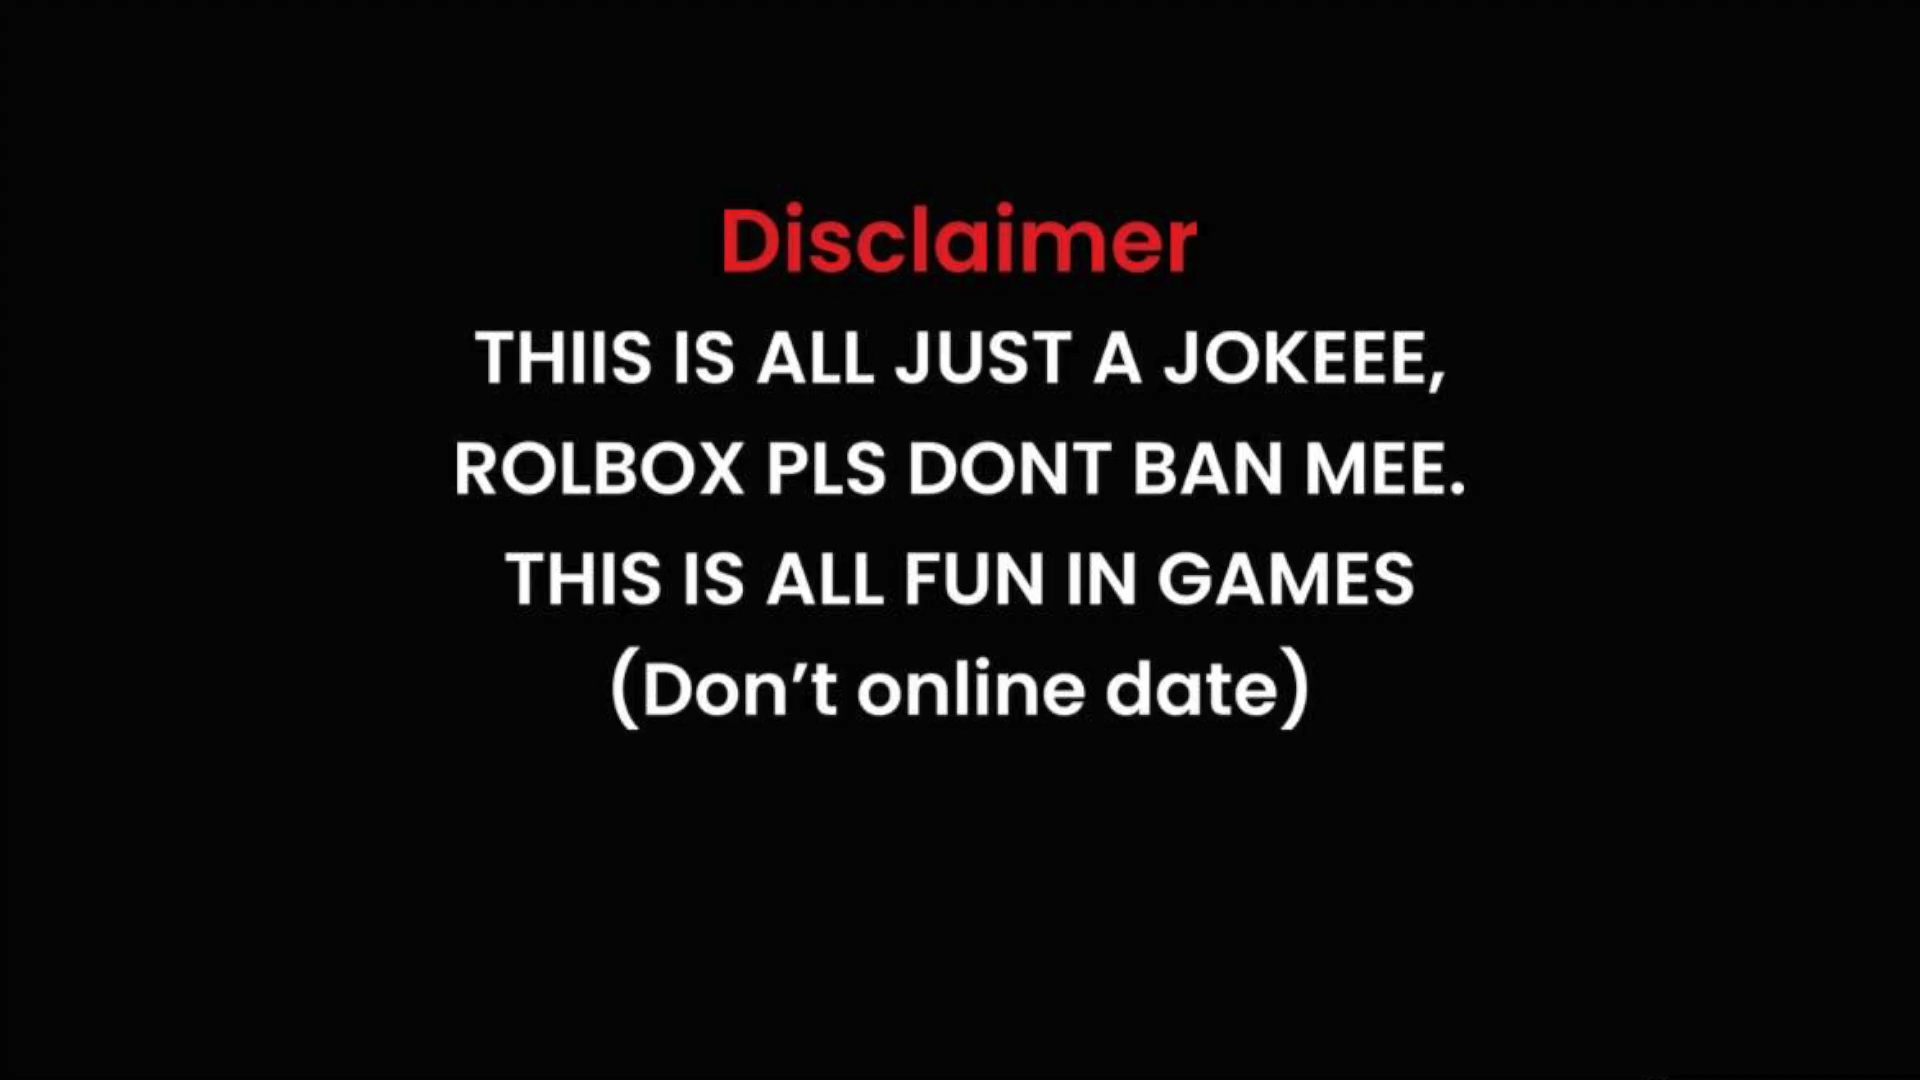 Disclaimer
THIIS IS ALL JUST A JOKEEE,
ROLBOX PLS DONT BAN MEE.
THIS IS ALL FUN IN GAMES
(Don’t online date)